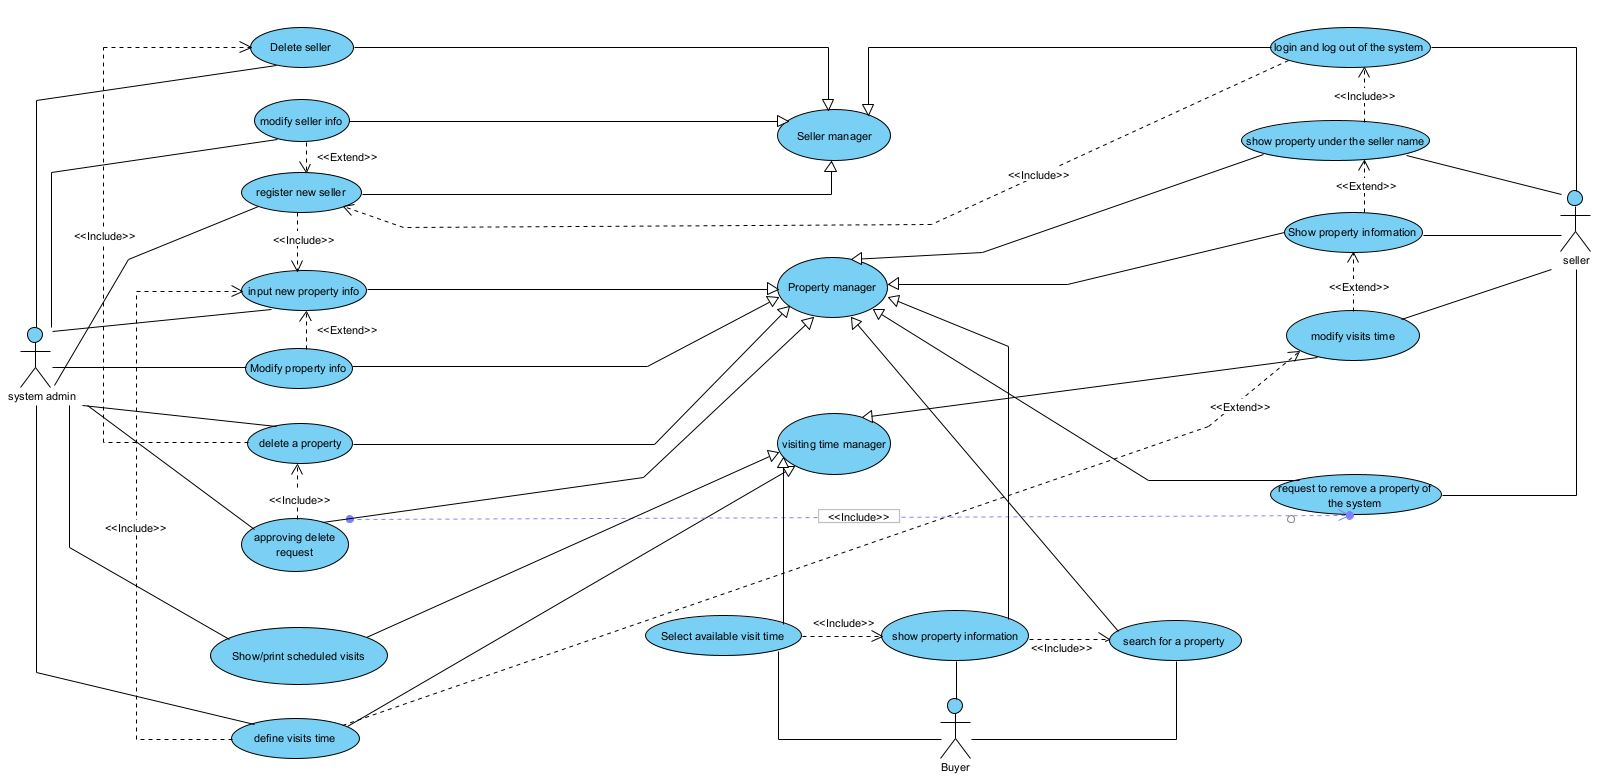 Delete seller
login and log out of the system
<<Include>>
modify seller info
Seller manager
show property under the seller name
<<Extend>>
<<Include>>
<<Extend>>
register new seller
Show property information
<<Include>>
<<Include>>
seller
input new property info
Property manager
<<Extend>>
<<Extend>>
modify visits time
Modify property info
system admin
<<Extend>>
delete a property
visiting time manager
<<Include>>
request to remove a property of
the system
<<Include>>
<<Include>>
approving delete
request
<<Include>>
Select available visit time
show property information
search for a property
<<Include>>
Show/print scheduled visits
define visits time
Buyer